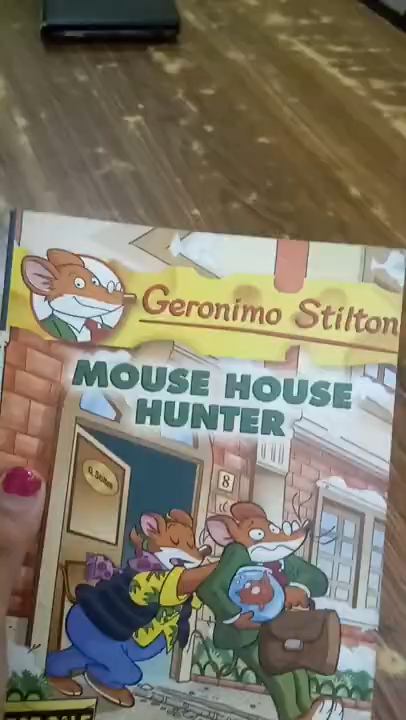 Geronimo Stilton
MOUSE HOUSE
HUNTER
G. Stilton
8